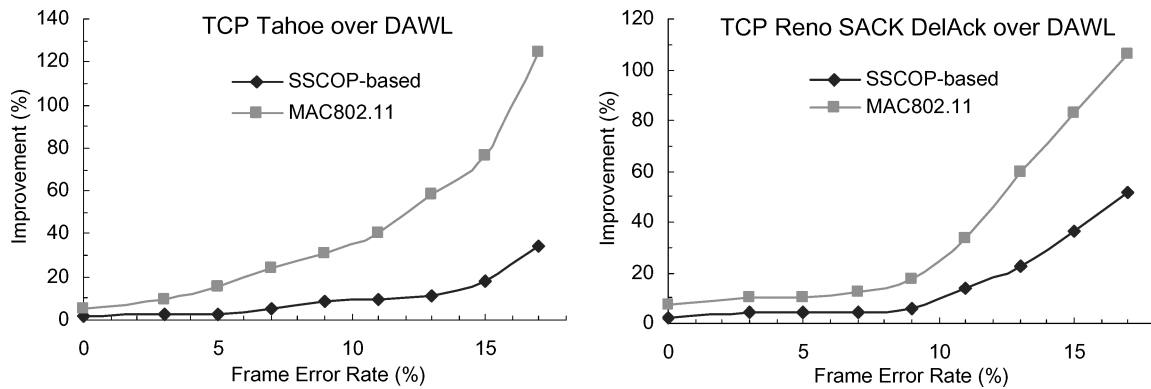 TCP Tahoe over DAWL
SSCOP-based
MAC802.11
Improvement (%)
140
120
100
80
60
40
20
0
0 5 10 15
Frame Error Rate (%)
TCP Reno SACK DelAck over DAWL
SSCOP-based
MAC802.11
Improvement (%)
120
100
80
60
40
20
0
0 5 10 15
Frame Error Rate (%)